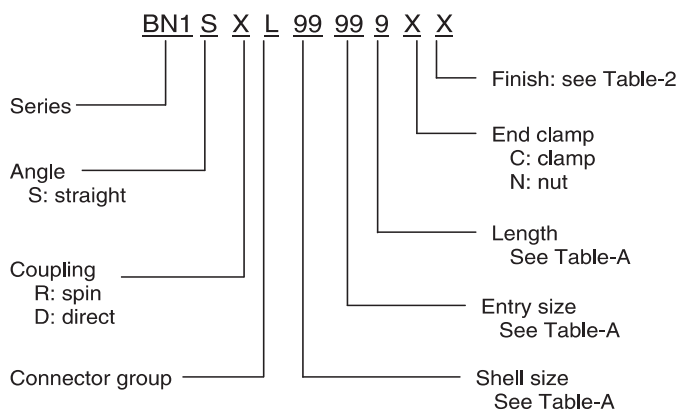 BN1 S X L 99 99 9 X X
Series
Angle
S: straight
Coupling
R: spin
D: direct
Connector group
Finish: see Table-2
End clamp
C: clamp
N: nut
Length
See Table-A
Entry size
See Table-A
Shell size
See Table-A